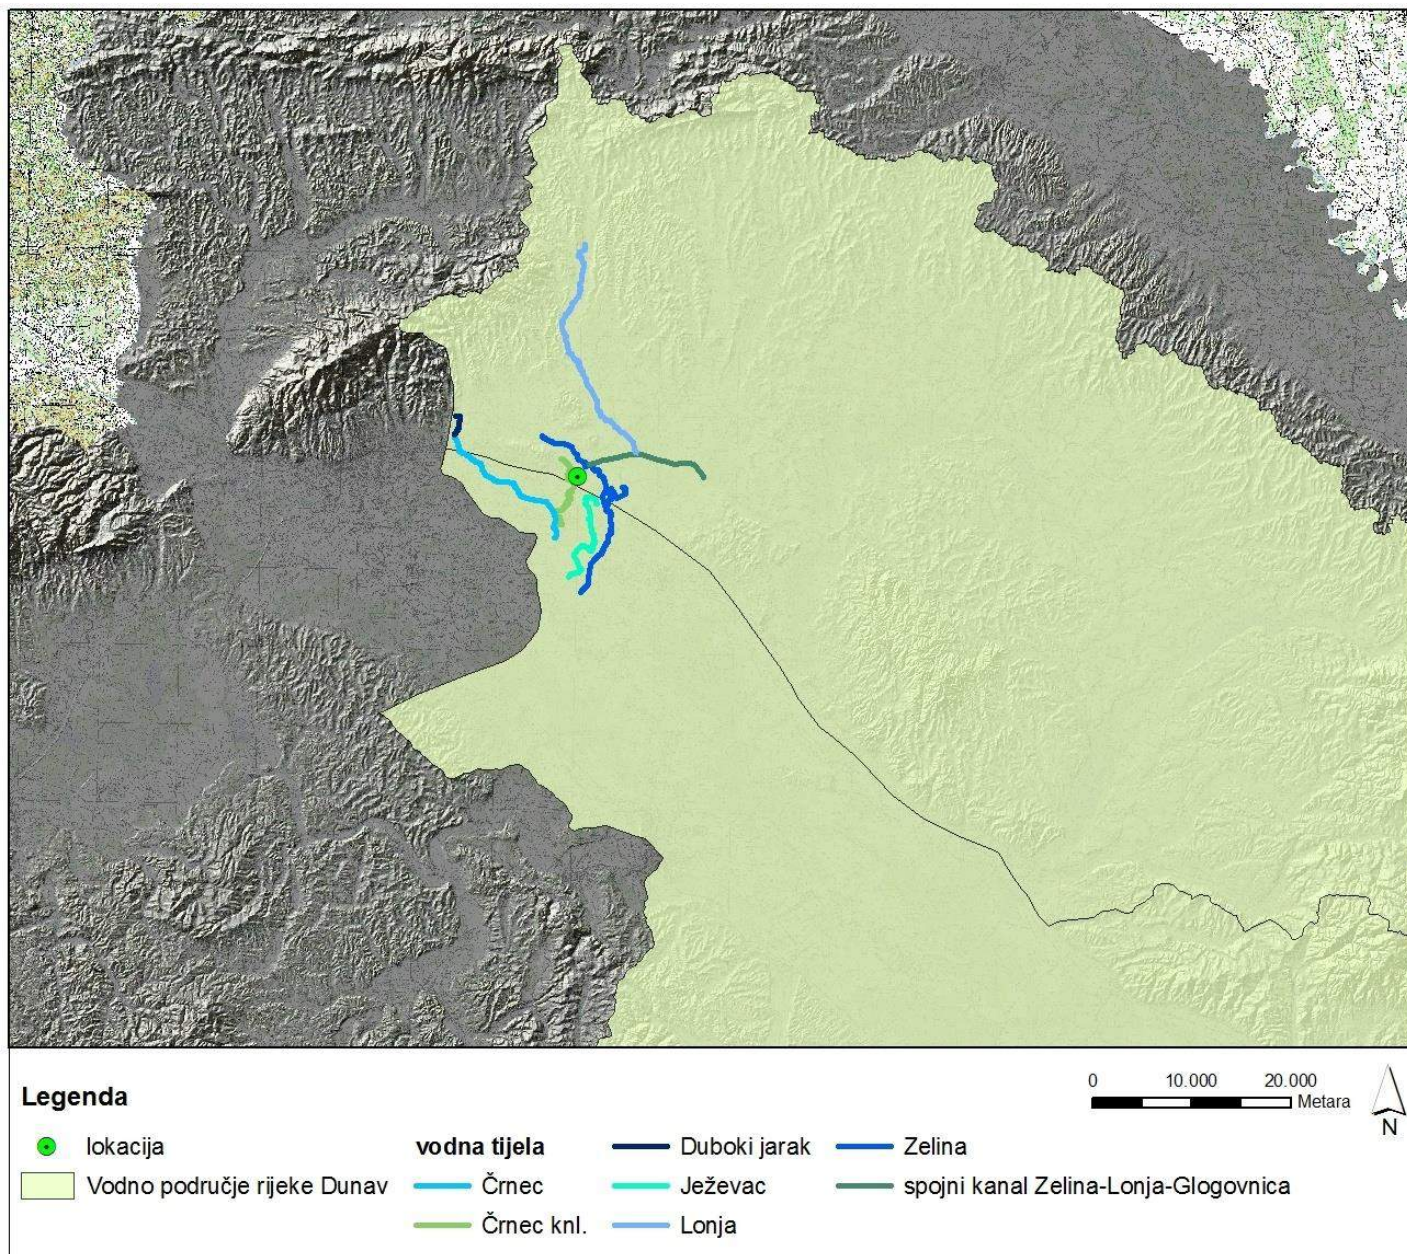 Legenda
0 10.000 20.000
Metara
N
lokacija
vodna tijela
Duboki jarak
Zelina
Vodno područje rijeke Dunav
Črnec
Ježevac
spojni kanal Zelina-Lonja-Glogovnica
Črnec knl.
Lonja